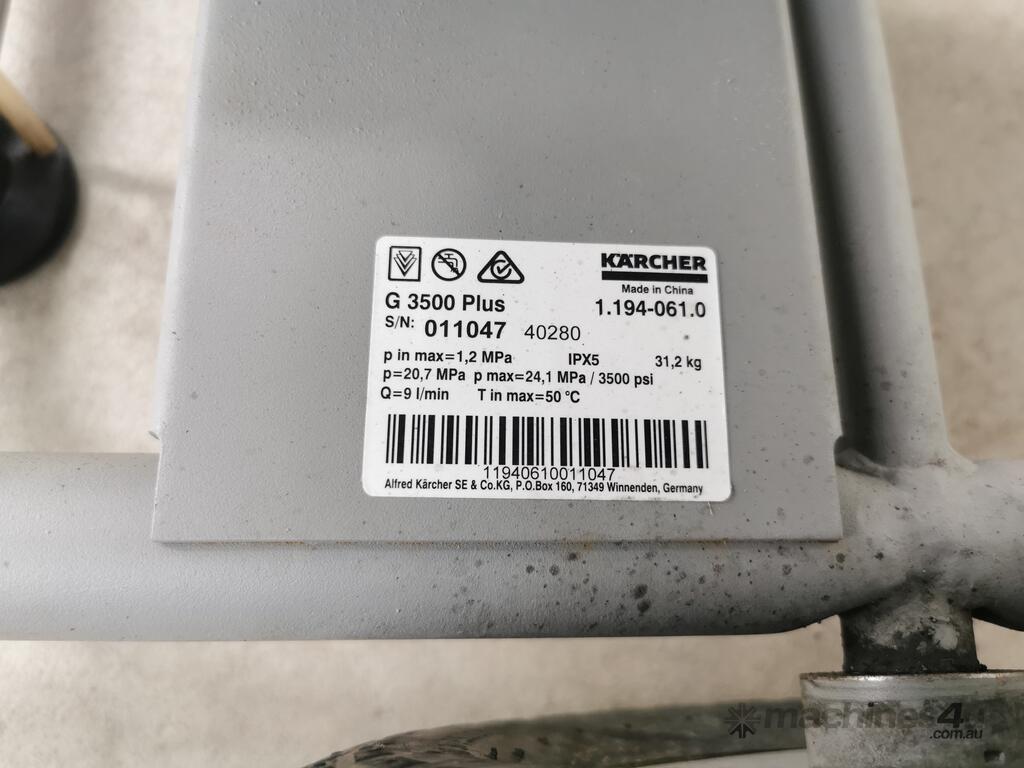 KÄRCHER
Made in China
G 3500 Plus 1.194-061.0
S/N: 011047 40280
p in max=1,2 MPa IPX5 31,2 kg
p=20,7 MPa p max=24,1 MPa / 3500 psi
Q=9 l/min T in max=50 °C
11940610011047
Alfred Kärcher SE & Co.KG, P.O.Box 160, 71349 Winnenden, Germany
machines4u
.com.au